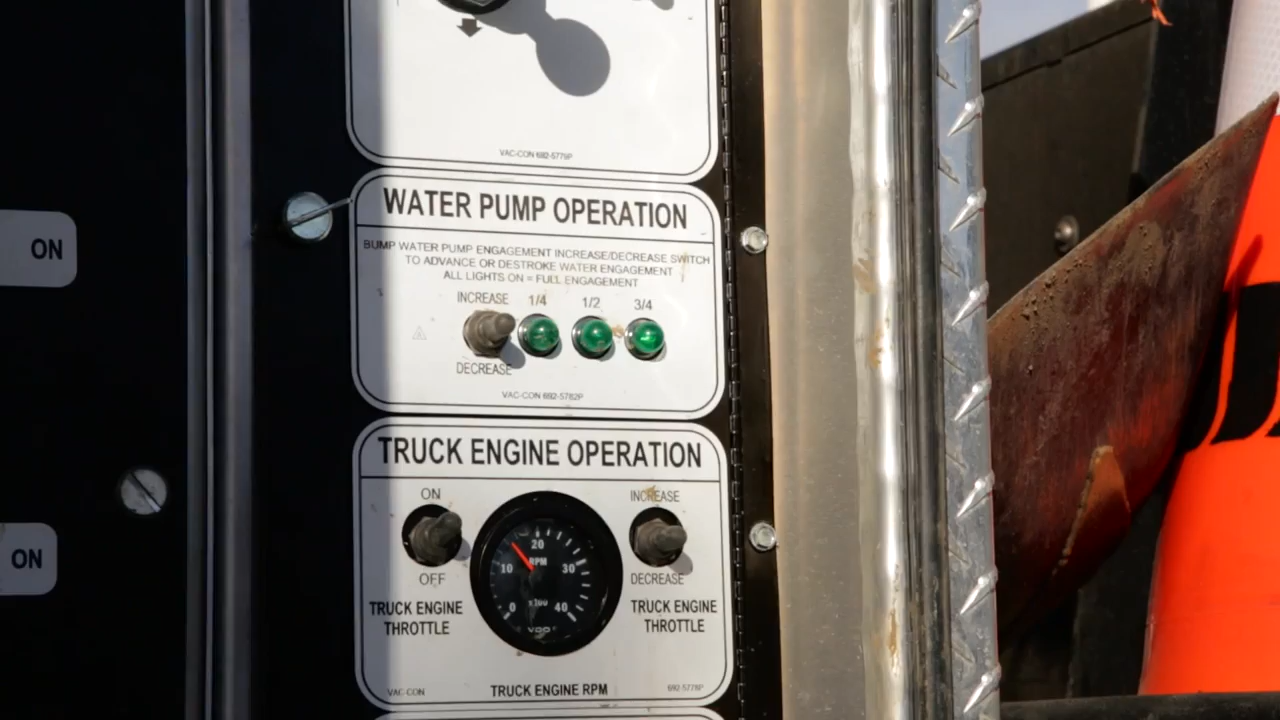 VAC-CON 692-5779P
WATER PUMP OPERATION
BUMP WATER PUMP ENGAGEMENT INCREASE/DECREASE SWITCH
TO ADVANCE OR DESTROKE WATER ENGAGEMENT
ALL LIGHTS ON = FULL ENGAGEMENT
INCREASE 1/4 1/2 3/4
DECREASE
VAC-CON 692-5782P
ON
TRUCK ENGINE OPERATION
ON
OFF
TRUCK ENGINE
THROTTLE
0 10 20 30 40
RPM
x100
VDO
INCREASE
DECREASE
TRUCK ENGINE
THROTTLE
VAC-CON
TRUCK ENGINE RPM
692-5778P
ON